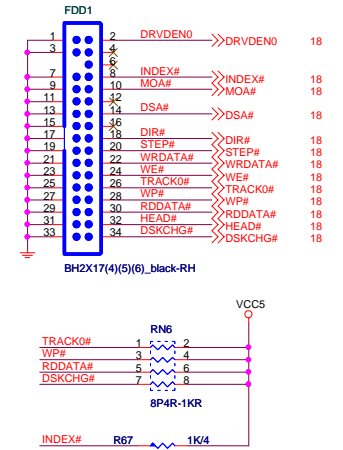 FDD1
1 2 DRVDEN0 DRVDEN0 18
3 4
6
7 8 INDEX# INDEX# 18
9 10 MOA# MOA# 18
11 12
13 14 DSA# DSA# 18
15 16
17 18 DIR# DIR# 18
19 20 STEP# STEP# 18
21 22 WRDATA# WRDATA# 18
23 24 WE# WE# 18
25 26 TRACK0# TRACK0# 18
27 28 WP# WP# 18
29 30 RDDATA# RDDATA# 18
31 32 HEAD# HEAD# 18
33 34 DSKCHG# DSKCHG# 18
BH2X17(4)(5)(6)_black-RH
VCC5
RN6
TRACK0# 1 2
WP# 3 4
RDDATA# 5 6
DSKCHG# 7 8
8P4R-1KR
INDEX# R67 1K/4